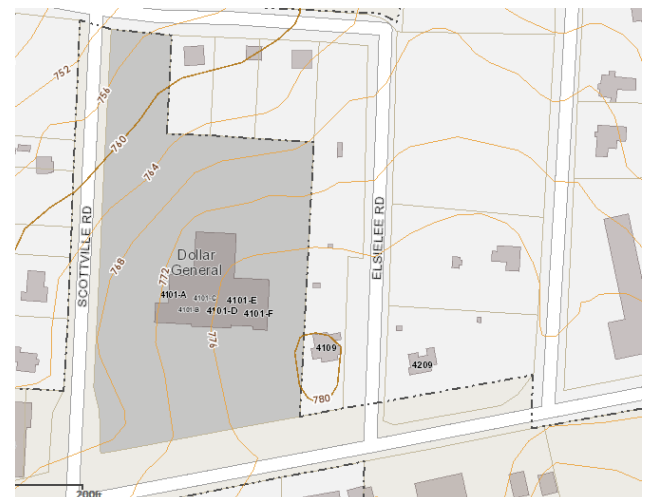 752
756
760
764
SCOTTVILLE RD
ELSIELEE RD
768
772
Dollar
General
4101-A
4101-C
4101-E
4101-B
4101-D
4101-F
776
4109
4209
780
200ft